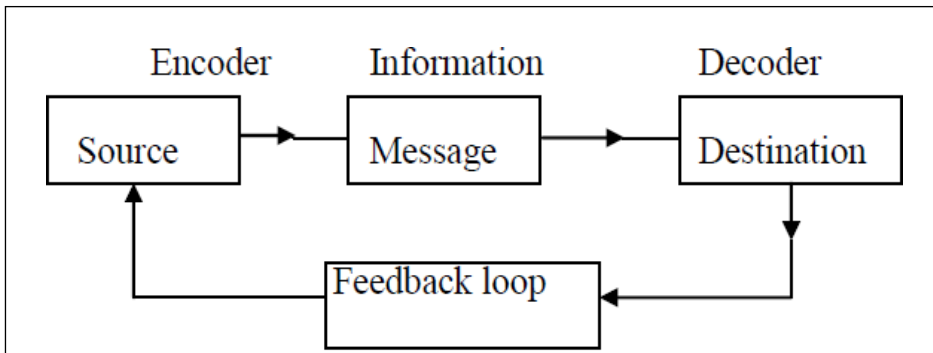 Encoder Information Decoder
Source Message Destination
Feedback loop